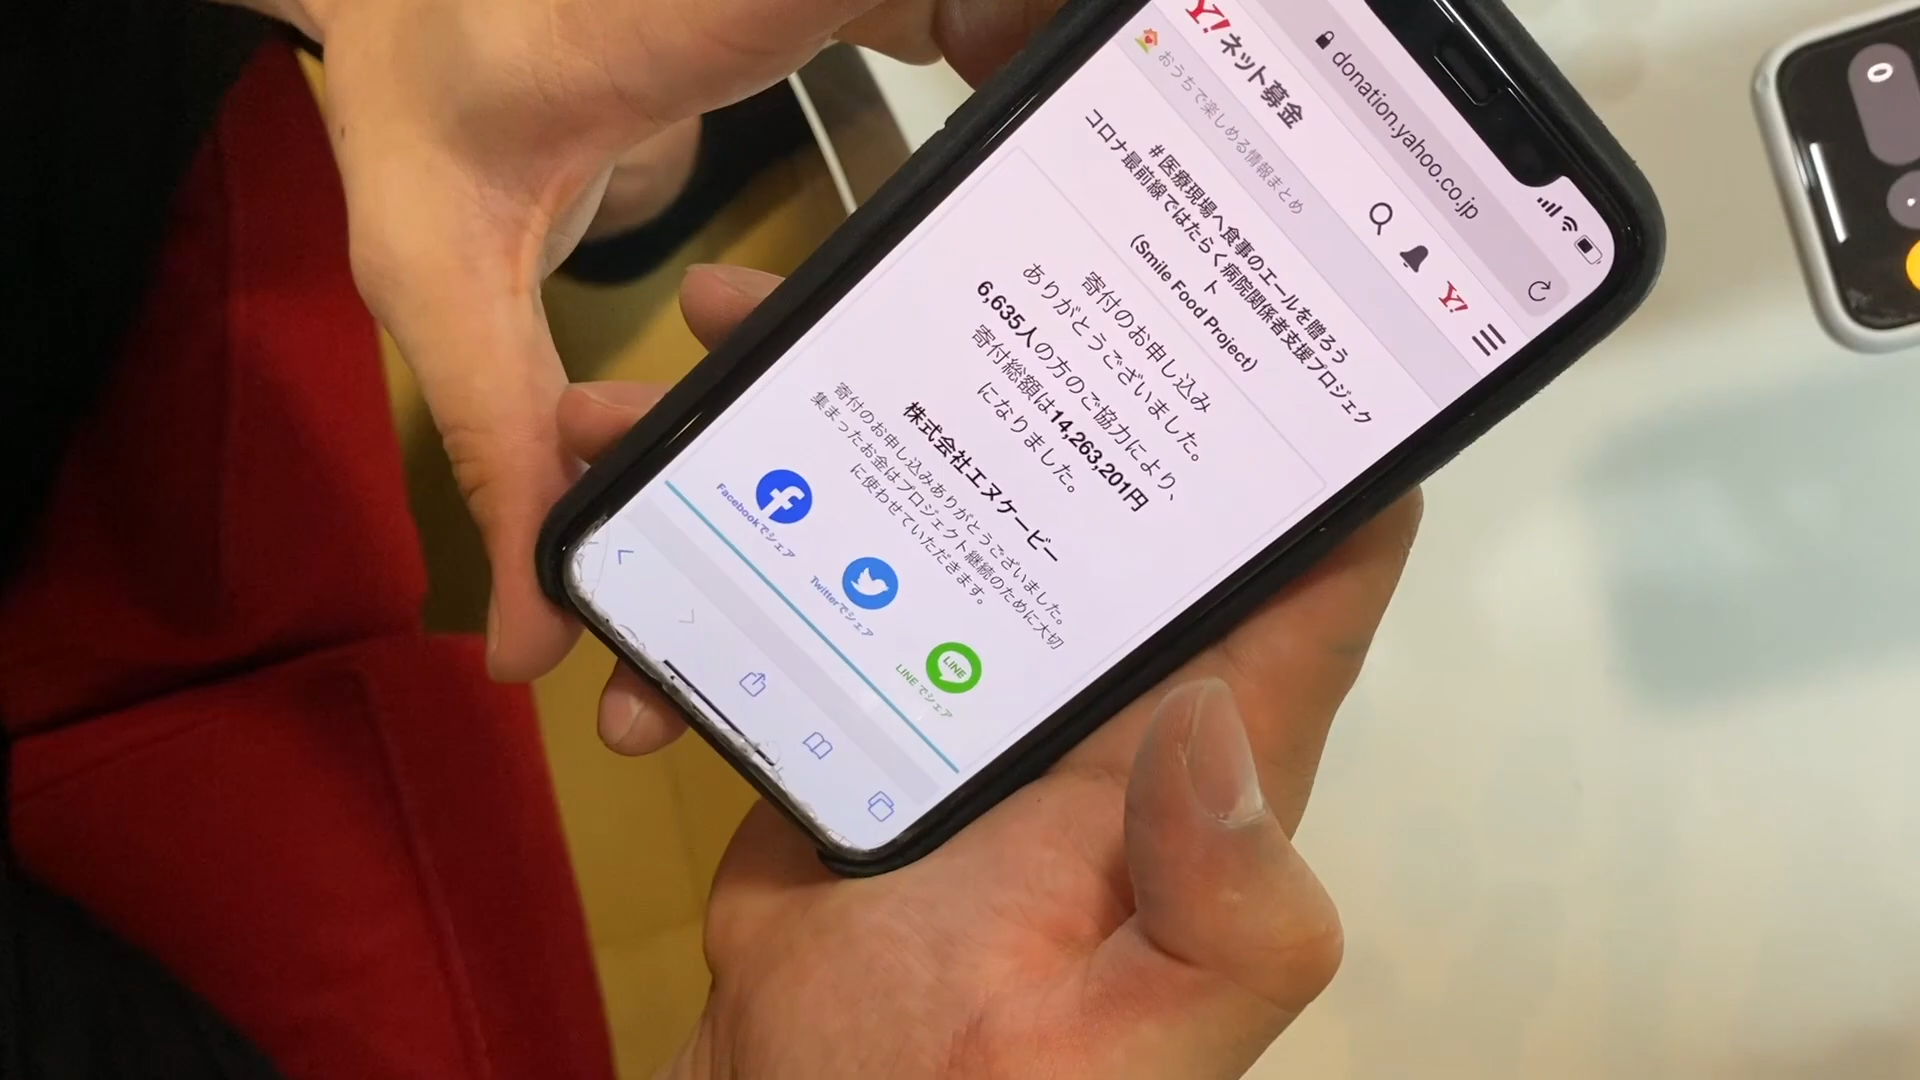 donation.yahoo.co.jp
Y! ネット募金
Y!
おうちで楽しめる情報まとめ
#医療現場へ食事のエールを贈ろう
コロナ最前線ではたらく病院関係者支援プロジェク
ト
(Smile Food Project)
寄付のお申し込み
ありがとうございました。
6,635人の方のご協力により、
寄付総額は14,263,201円
になりました。
株式会社エヌケービー
寄付のお申し込みありがとうございました。
集まったお金はプロジェクト継続のために大切
に使わせていただきます。
Facebookでシェア
Twitterでシェア
LINE
LINEでシェア
0